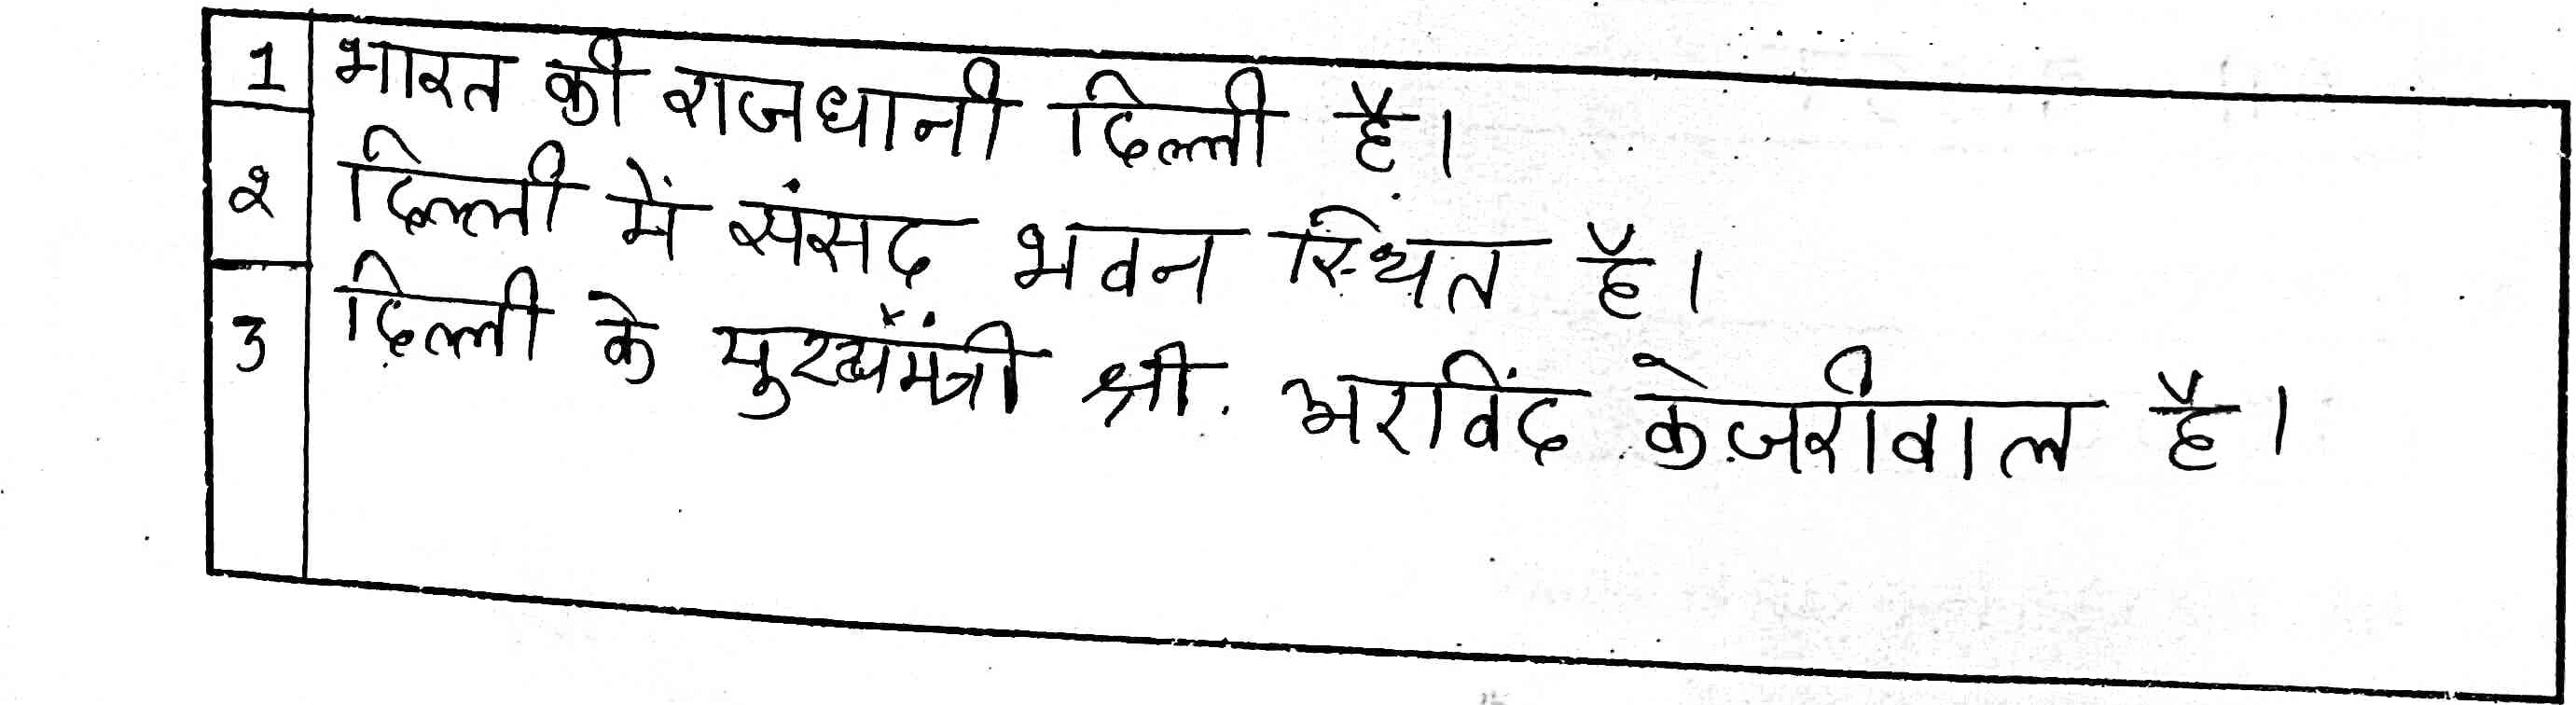 1 भारत की राजधानी दिल्ली है।
२ दिल्ली में संसद भवन स्थित है।
3 दिल्ली के मुख्यमंत्री श्री. अरविंद केजरीवाल है।